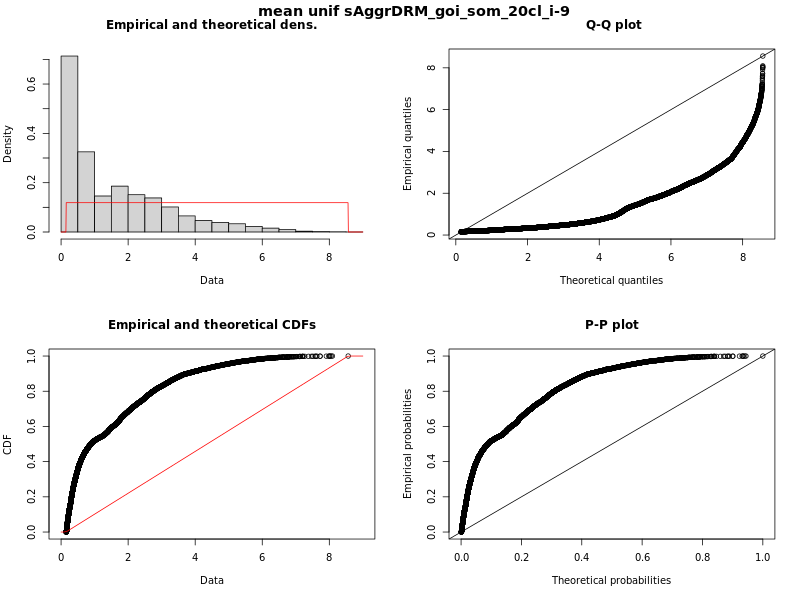 mean unif sAggrDRM_goi_som_20cl_i-9
Empirical and theoretical dens.
Density
0.0 0.2 0.4 0.6
0 2 4 6 8
Data
Q-Q plot
Empirical quantiles
0 2 4 6 8
0 2 4 6 8
Theoretical quantiles
Empirical and theoretical CDFs
CDF
0.0 0.2 0.4 0.6 0.8 1.0
0 2 4 6 8
Data
P-P plot
Empirical probabilities
0.0 0.2 0.4 0.6 0.8 1.0
0.0 0.2 0.4 0.6 0.8 1.0
Theoretical probabilities